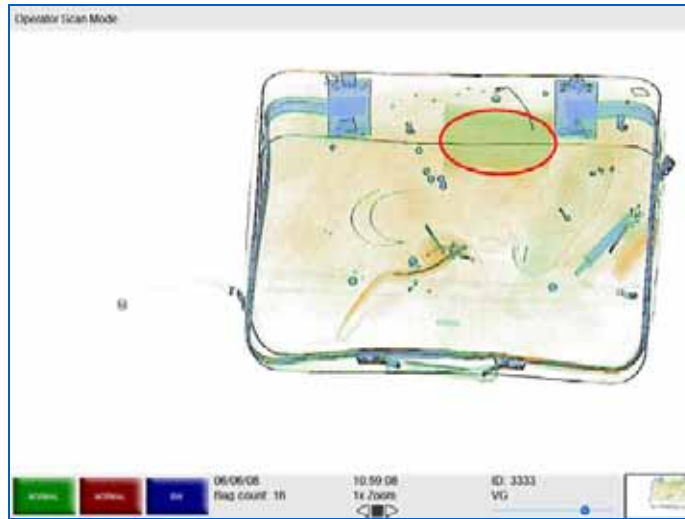 Operator Scan Mode
06/06/08 10:59:08 ID: 3333
Bag count: 16 1x Zoom VG